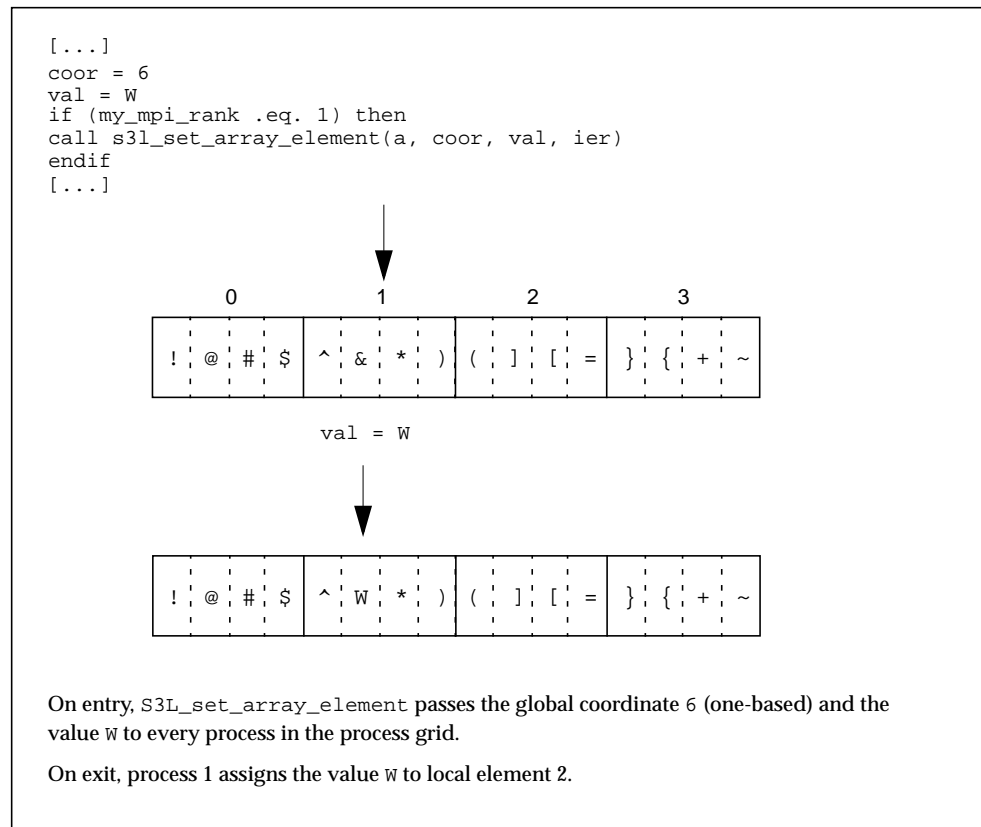 [...]
coor = 6
val = W
if (my_mpi_rank .eq. 1) then
call s3l_set_array_element(a, coor, val, ier)
endif
[...]
0 1 2 3
! @ # $ ^ & * ) ( ] [ = } { + ~
val = W
! @ # $ ^ W * ) ( ] [ = } { + ~
On entry, S3L_set_array_element passes the global coordinate 6 (one-based) and the
value W to every process in the process grid.
On exit, process 1 assigns the value W to local element 2.